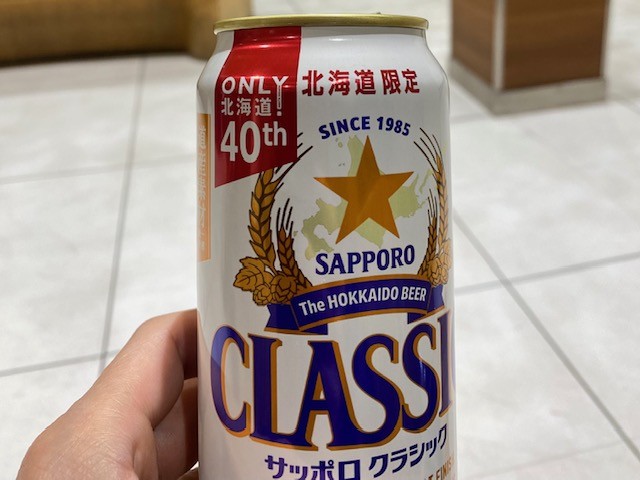 ONLY
北海道!
40th
北海道 限定
SINCE 1985
SAPPORO
The HOKKAIDO BEER
CLASSI
サッポロ クラシック